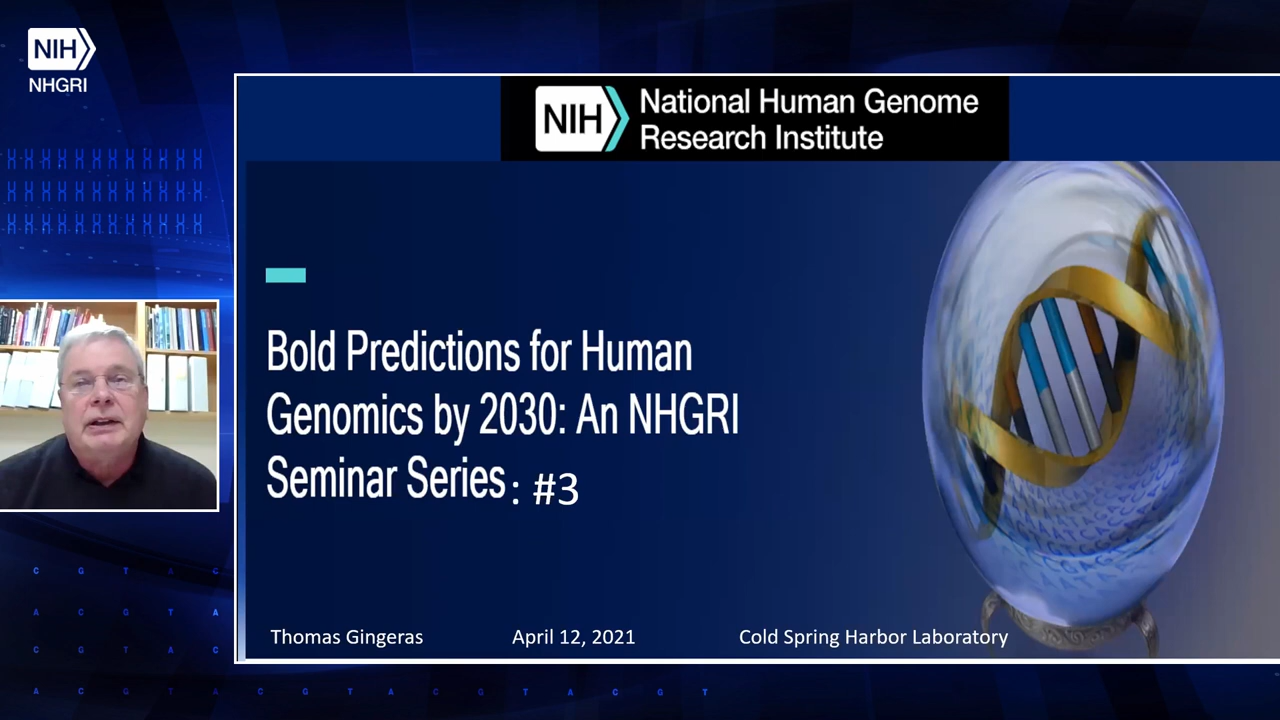 NIH
NHGRI
NIH
National Human Genome
Research Institute
Bold Predictions for Human
Genomics by 2030: An NHGRI
Seminar Series: #3
Thomas Gingeras
April 12, 2021
Cold Spring Harbor Laboratory
C G T A C
A C G T A
C G T A C
A C G T A C G T A C G T A C G T